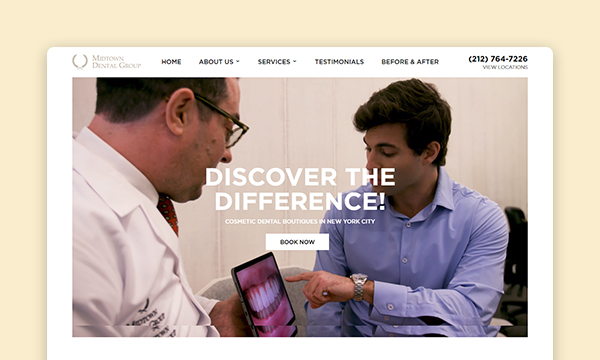 MIDTOWN
DENTAL GROUP
HOME
ABOUT US
SERVICES
TESTIMONIALS
BEFORE & AFTER
(212) 764-7226
VIEW LOCATIONS
DISCOVER THE
DIFFERENCE!
COSMETIC DENTAL BOUTIQUES IN NEW YORK CITY
BOOK NOW
MIDTOWN